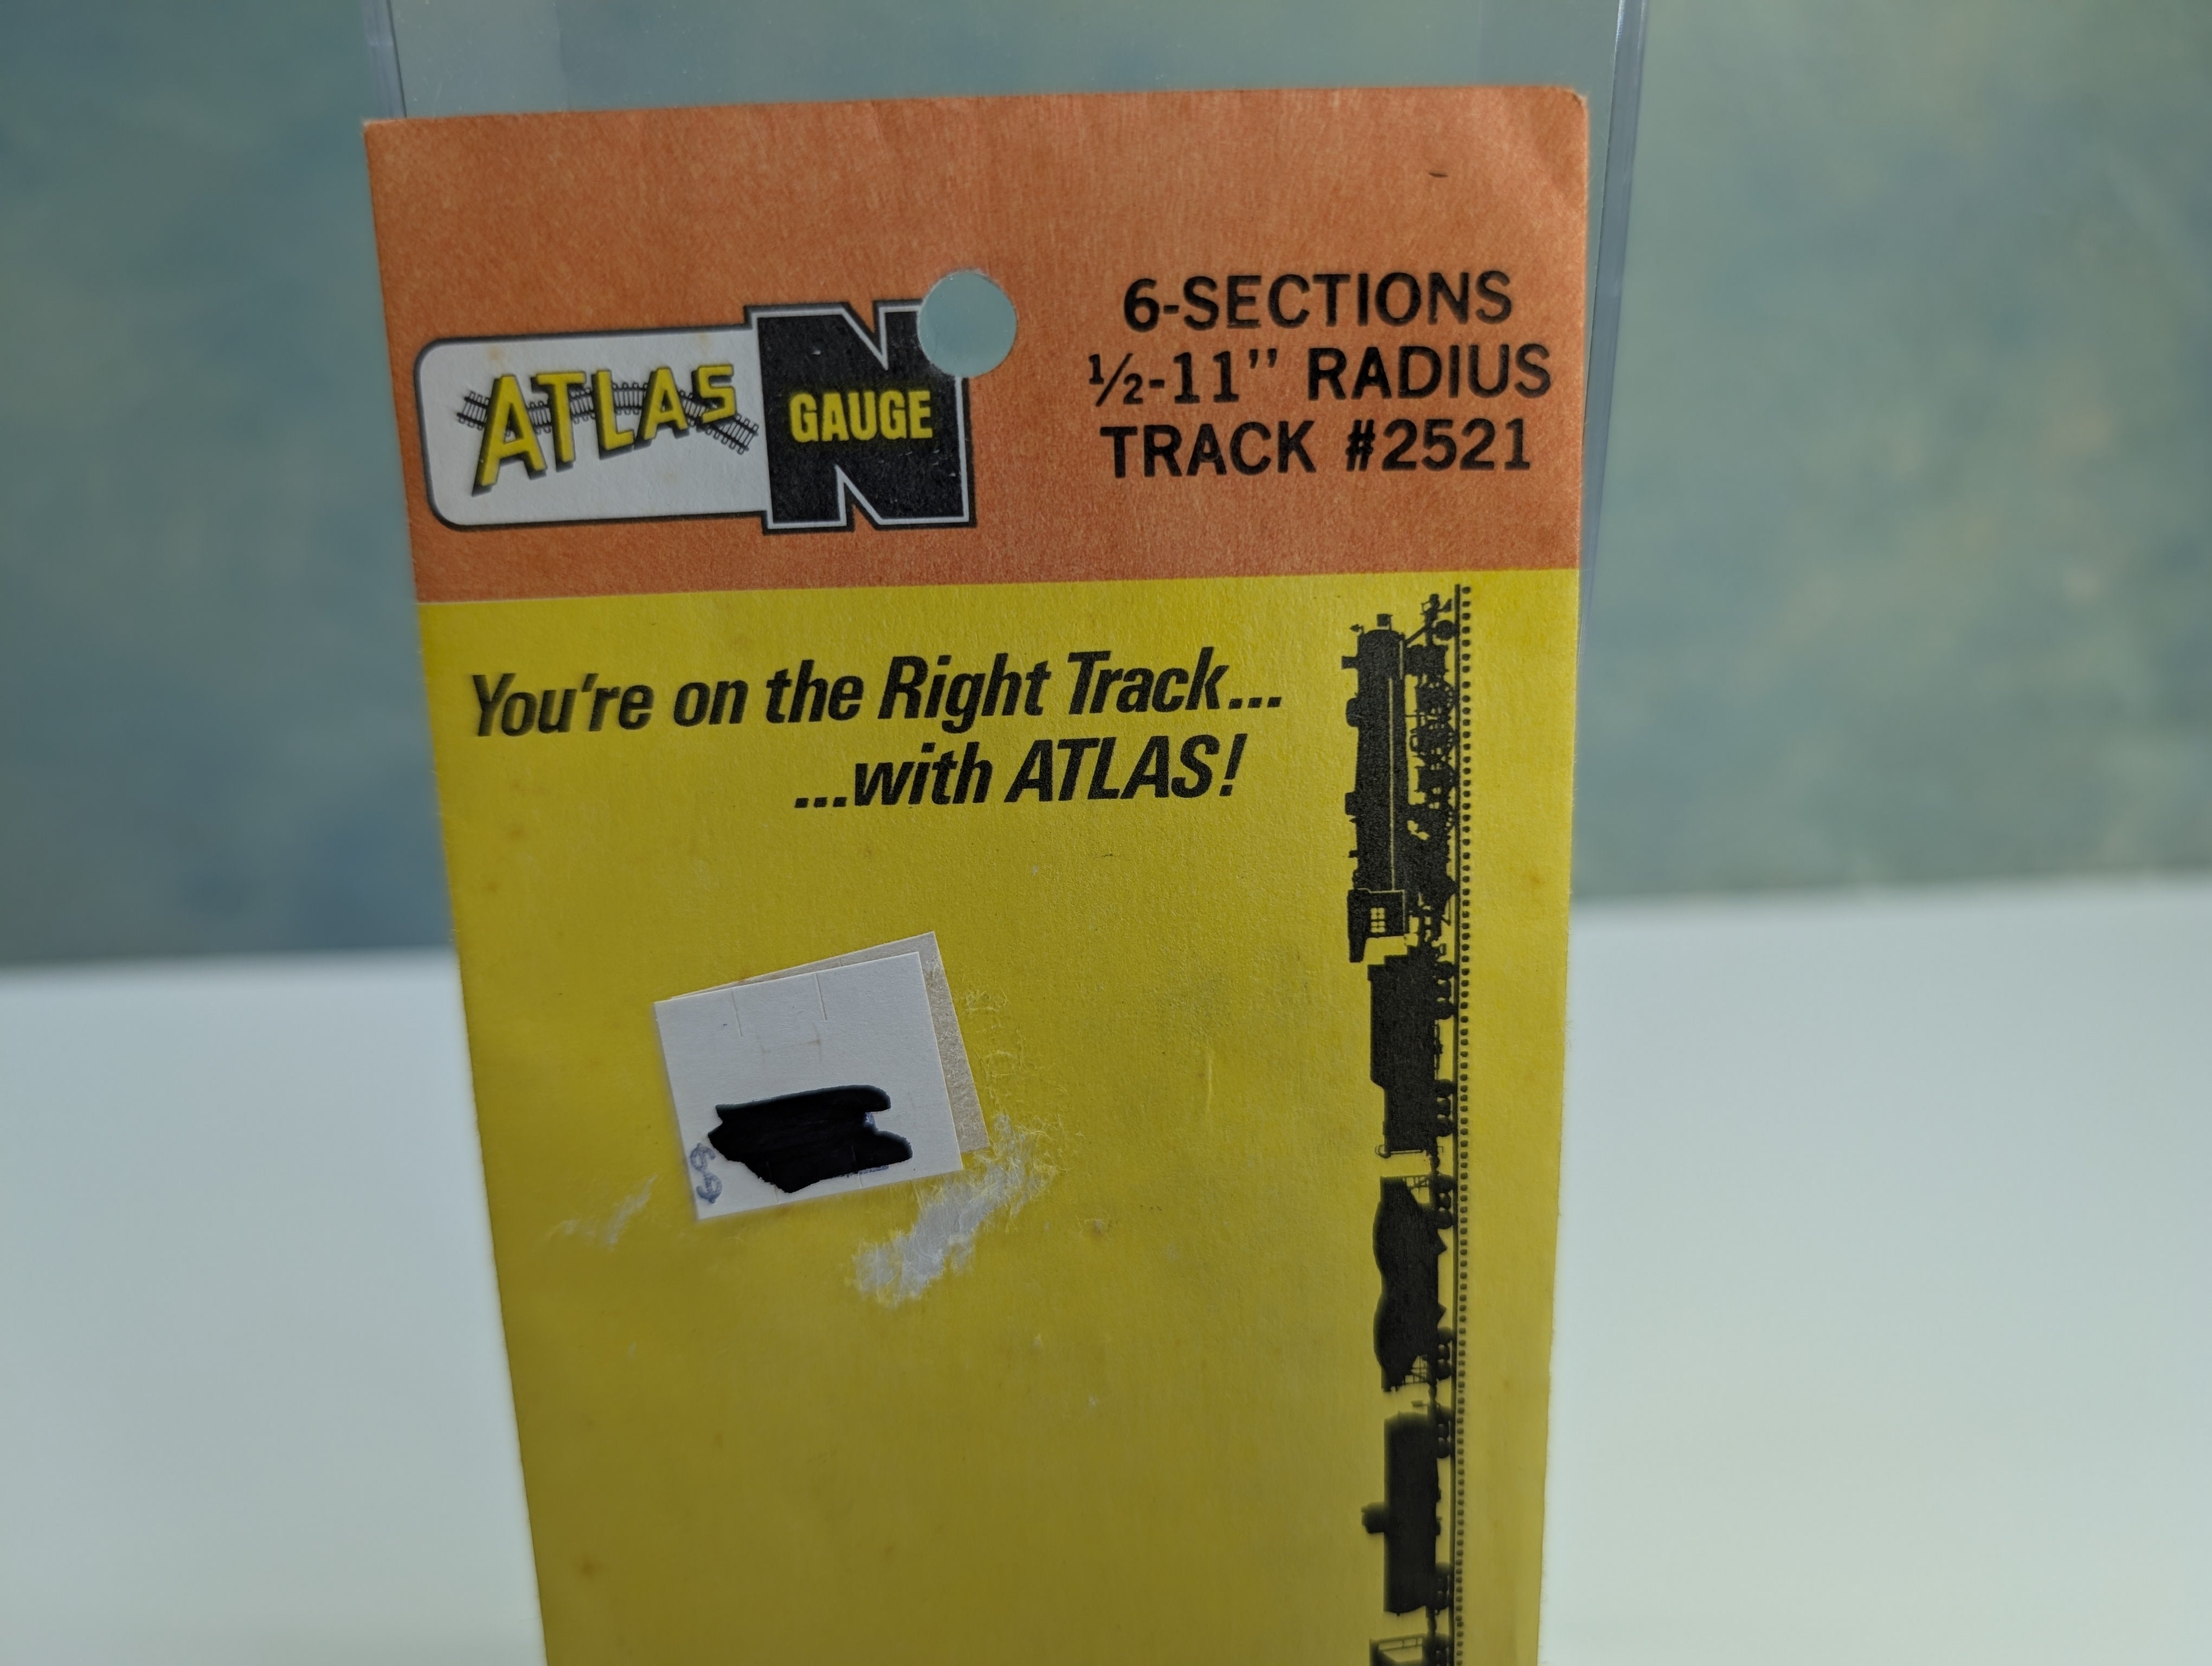 ATLAS
N
GAUGE
6-SECTIONS
½-11” RADIUS
TRACK #2521
You're on the Right Track...
...with ATLAS!
$